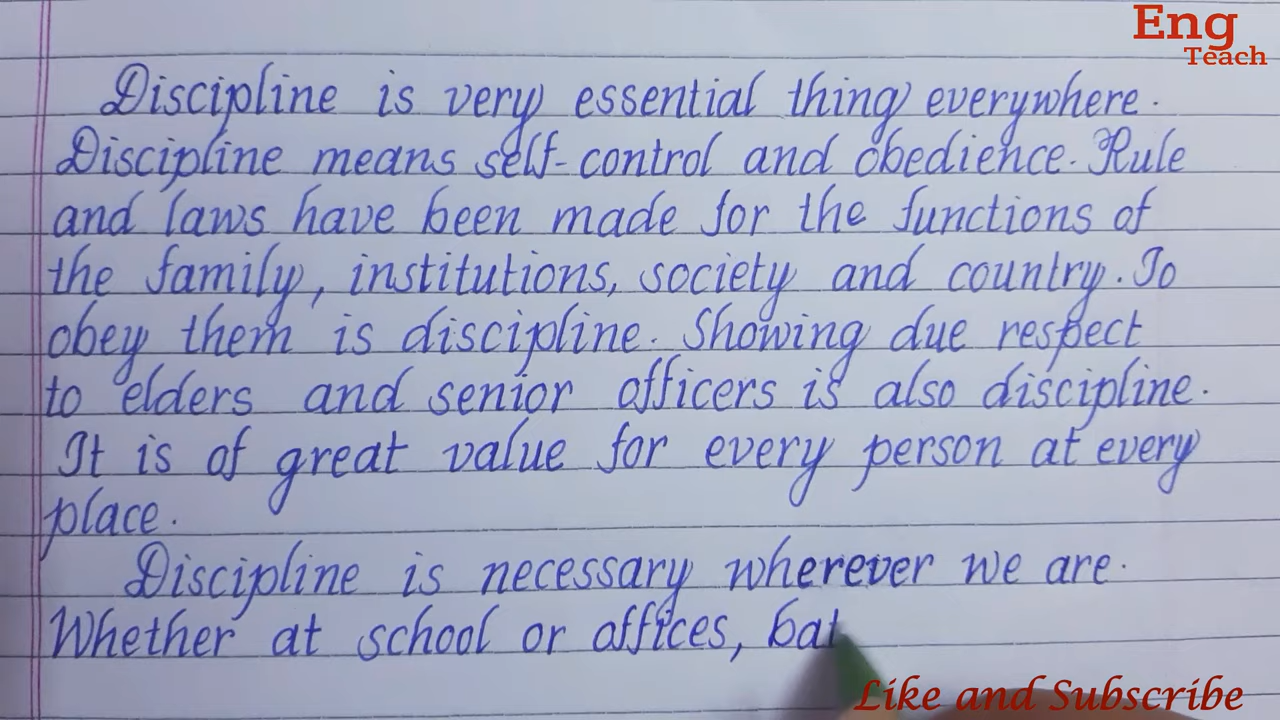 Eng
Teach
Discipline is very essential thing everywhere.
Discipline means self-control and obedience. Rule
and laws have been made for the functions of
the family, institutions, society and country. To
obey them is discipline. Showing due respect
to elders and senior officers is also discipline.
It is of great value for every person at every
place.
Discipline is necessary wherever we are.
Whether at school or offices, bat
Like and Subscribe